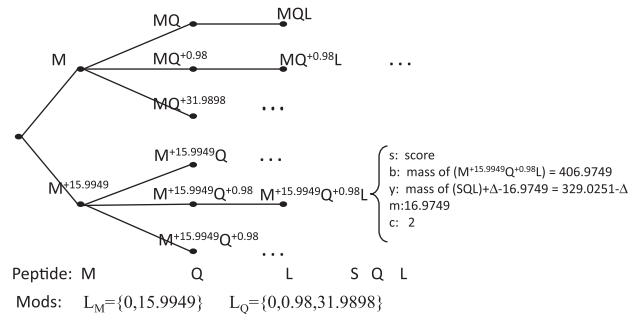 MQL
MQ
M
MQ+0.98
MQ+0.98L
...
MQ+31.9898
...
M+15.9949Q
...
M+15.9949
M+15.9949Q+0.98
M+15.9949Q+0.98L
s: score
b: mass of (M+15.9949Q+0.98L) = 406.9749
y: mass of (SQL)+Δ-16.9749 = 329.0251-Δ
m:16.9749
c: 2
M+15.9949Q+0.98
...
Peptide: M Q L S Q L
Mods: LM={0,15.9949} LQ={0,0.98,31.9898}